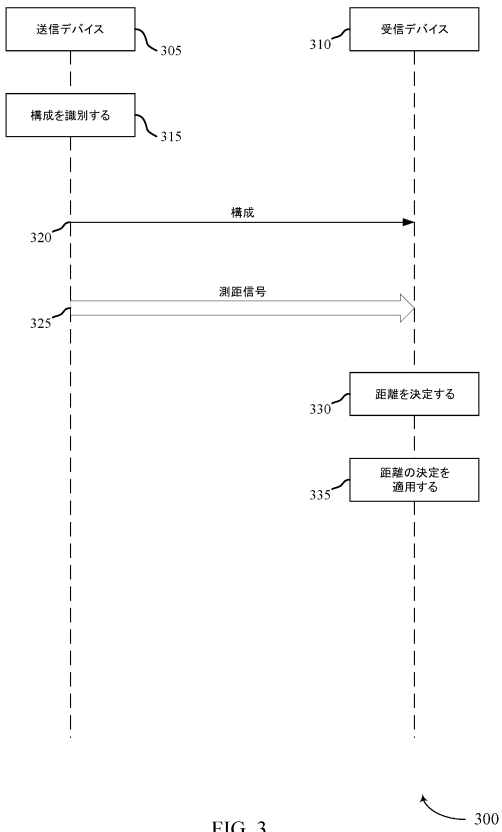 送信デバイス
305
受信デバイス
310
構成を識別する
315
構成
320
測距信号
325
距離を決定する
330
距離の決定を
適用する
335
300
FIG. 3